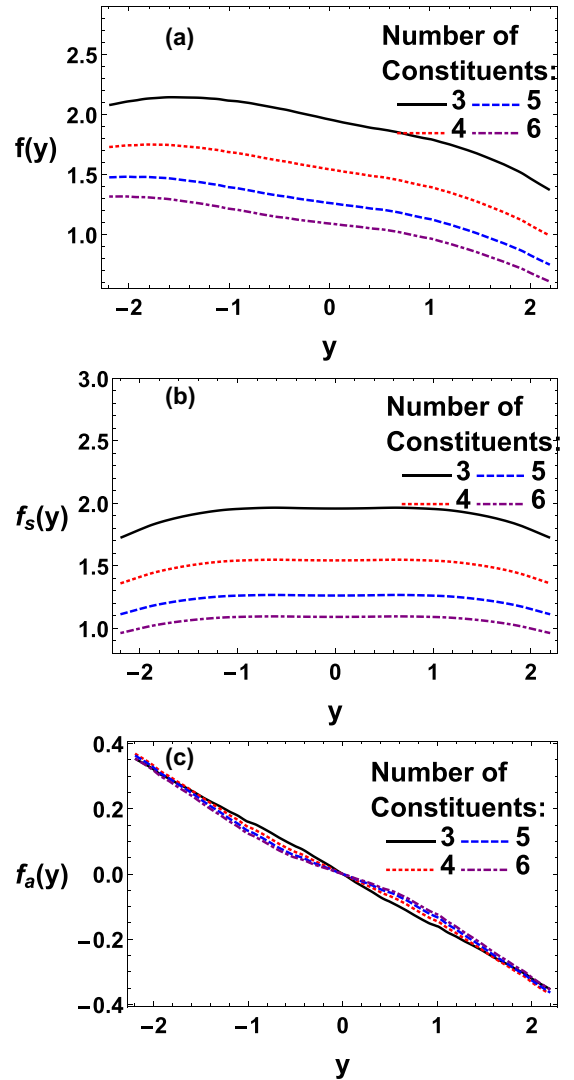 (a)
Number of
Constituents:
3 5
4 6
2.5
2.0
1.5
1.0
f(y)
−2 −1 0 1 2
y
(b)
Number of
Constituents:
3 5
4 6
3.0
2.5
2.0
1.5
1.0
fs(y)
−2 −1 0 1 2
y
(c)
Number of
Constituents:
3 5
4 6
0.4
0.2
0.0
−0.2
−0.4
fa(y)
−2 −1 0 1 2
y